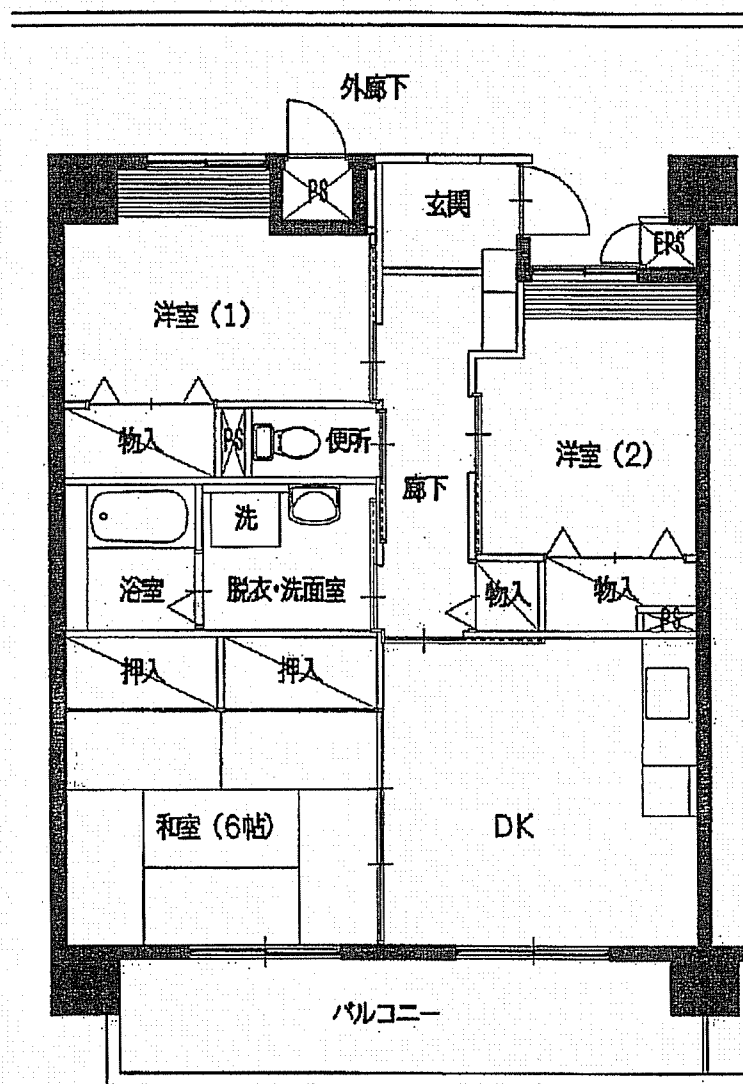 外廊下
PS
玄関
EPS
洋室（1）
物入
PS
便所
洋室（2）
廊下
洗
浴室
脱衣・洗面室
物入
物入
PS
押入
押入
和室（6帖）
DK
バルコニー